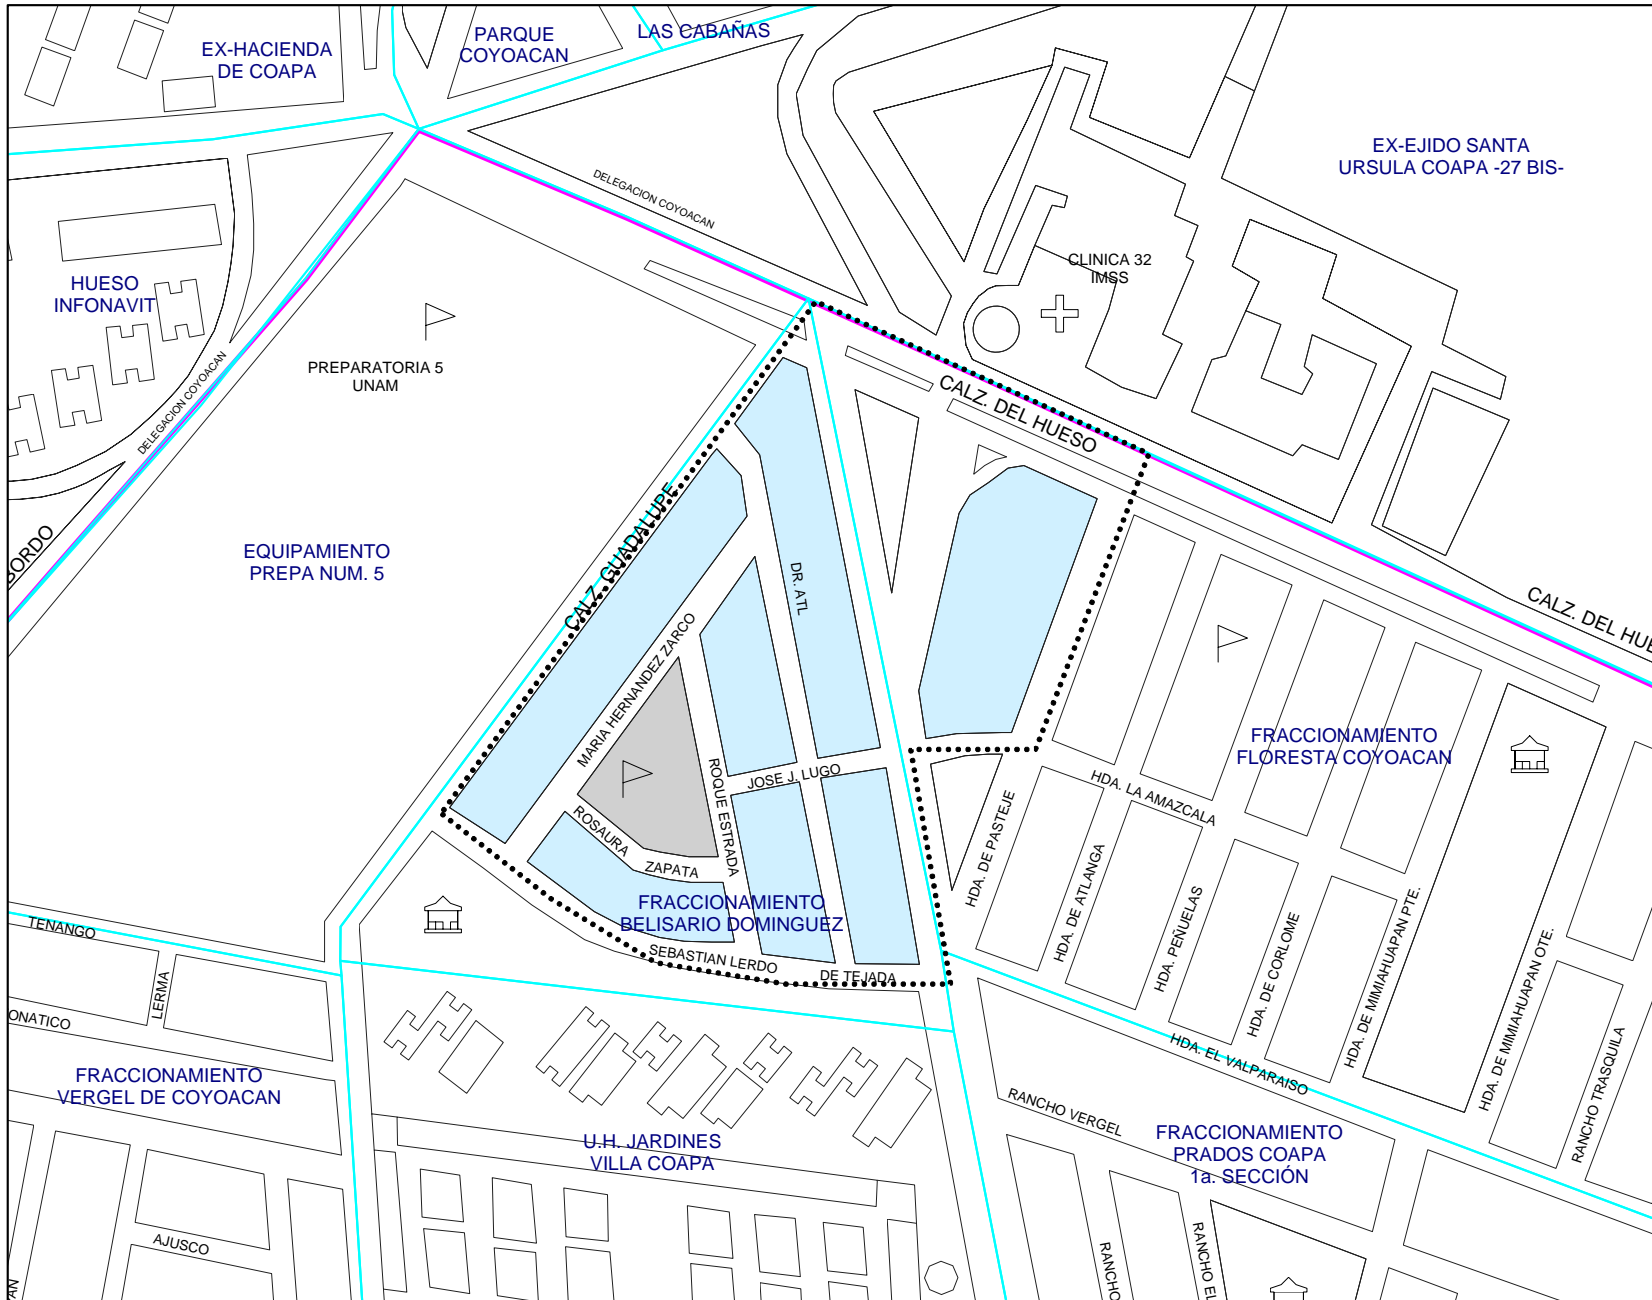 EX-HACIENDA
DE COAPA
PARQUE
COYOACAN
LAS CABAÑAS
EX-EJIDO SANTA
URSULA COAPA -27 BIS-
DELEGACION COYOACAN
CLINICA 32
IMSS
HUESO
INFONAVIT
PREPARATORIA 5
UNAM
DELEGACION COYOACAN
CALZ. DEL HUESO
BORDO
EQUIPAMIENTO
PREPA NUM. 5
CALZ. GUADALUPE
DR. ATL
CALZ. DEL HUE
MARIA HERNANDEZ ZARCO
FRACCIONAMIENTO
FLORESTA COYOACAN
JOSE J. LUGO
ROQUE ESTRADA
HDA. LA AMAZCALA
ROSAURA
ZAPATA
HDA. DE PASTEJE
HDA. DE ATLANGA
HDA. PEÑUELAS
HDA. DE CORLOME
HDA. DE MIMIAHUAPAN PTE.
HDA. DE MIMIAHUAPAN OTE.
FRACCIONAMIENTO
BELISARIO DOMINGUEZ
SEBASTIAN LERDO
DE TEJADA
TENANGO
LERMA
ONATICO
HDA. EL VALPARAISO
RANCHO TRASQUILA
FRACCIONAMIENTO
VERGEL DE COYOACAN
RANCHO VERGEL
U.H. JARDINES
VILLA COAPA
FRACCIONAMIENTO
PRADOS COAPA
1a. SECCIÓN
AJUSCO
RANCHO
RANCHO EL
AN